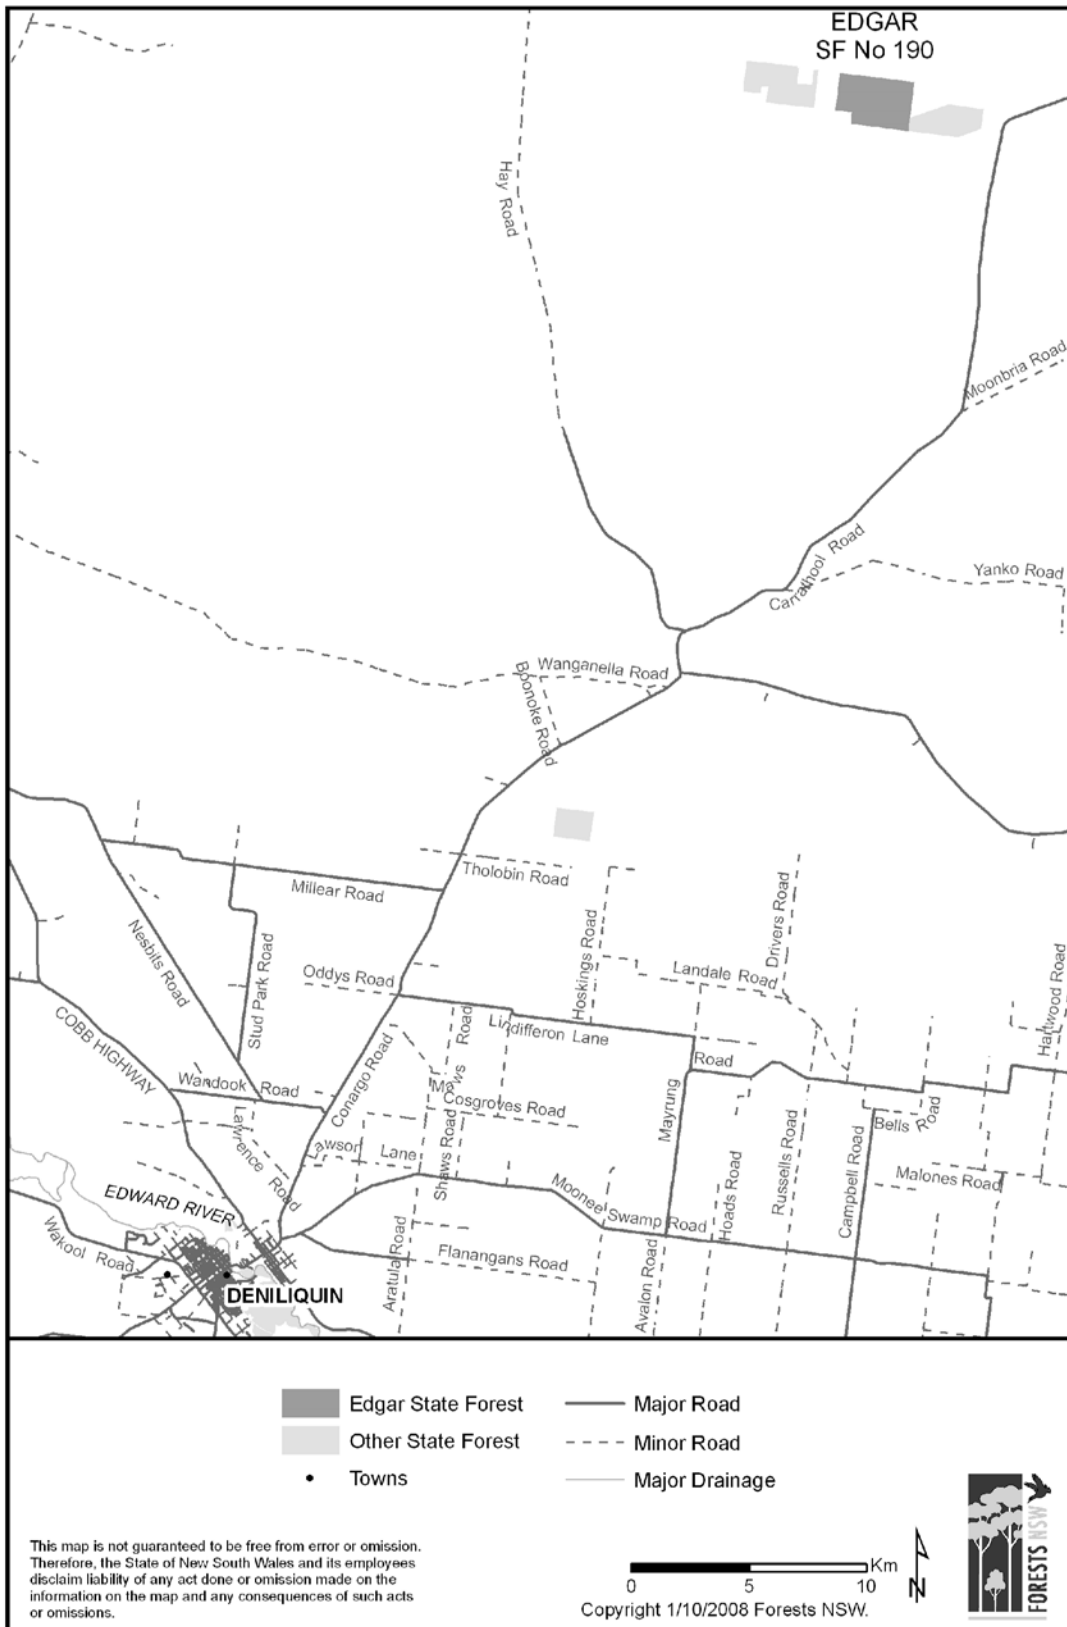 EDGAR
SF No 190
Hay Road
Moonbria Road
Carrathool Road
Yanko Road
Wanganella Road
Boonoke Road
Tholobin Road
Millear Road
Nesbits Road
Stud Park Road
Oddys Road
Hoskings Road
Drivers Road
Landale Road
Hartwood Road
COBB HIGHWAY
Lindifferon Lane
Conargo Road
Wandook Road
Lawrence Road
Mews Road
Cosgroves Road
Mayrung Road
Bells Road
Lawson Lane
Shaws Road
Hoads Road
Russells Road
Campbell Road
Malones Road
EDWARD RIVER
Moonee Swamp Road
Wakool Road
Aratula Road
Flanangans Road
Avalon Road
DENILIQUIN
Edgar State Forest
Other State Forest
Towns
Major Road
Minor Road
Major Drainage
This map is not guaranteed to be free from error or omission.
Therefore, the State of New South Wales and its employees
disclaim liability of any act done or omission made on the
information on the map and any consequences of such acts
or omissions.
Km
0 5 10
Copyright 1/10/2008 Forests NSW.
N
FORESTS NSW